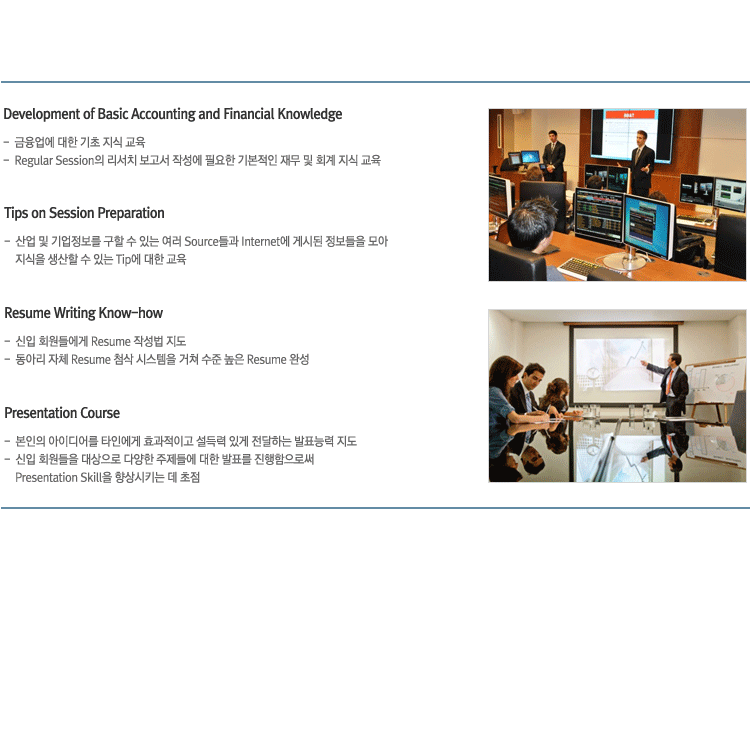 Development of Basic Accounting and Financial Knowledge
- 금융업에 대한 기초 지식 교육
- Regular Session의 리서치 보고서 작성에 필요한 기본적인 재무 및 회계 지식 교육
Tips on Session Preparation
- 산업 및 기업정보를 구할 수 있는 여러 Source들과 Internet에 게시된 정보들을 모아
지식을 생산할 수 있는 Tip에 대한 교육
Resume Writing Know-how
- 신입 회원들에게 Resume 작성법 지도
- 동아리 자체 Resume 첨삭 시스템을 거쳐 수준 높은 Resume 완성
Presentation Course
- 본인의 아이디어를 타인에게 효과적이고 설득력 있게 전달하는 발표능력 지도
- 신입 회원들을 대상으로 다양한 주제들에 대한 발표를 진행함으로써
Presentation Skill을 향상시키는 데 초점